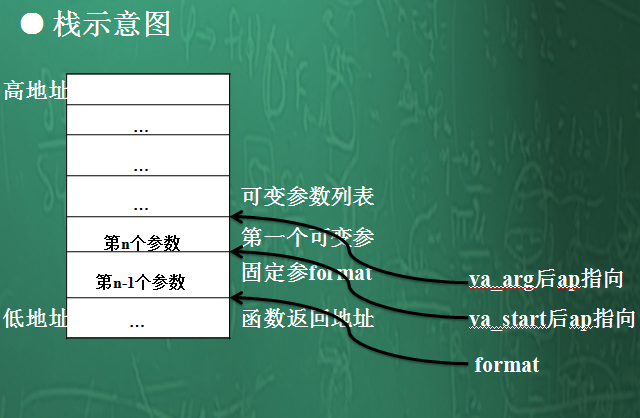 ● 栈示意图
高地址
...
...
... 可变参数列表
第n个参数 第一个可变参
第n-1个参数 固定参format va_arg后ap指向
低地址 ... 函数返回地址 va_start后ap指向
format